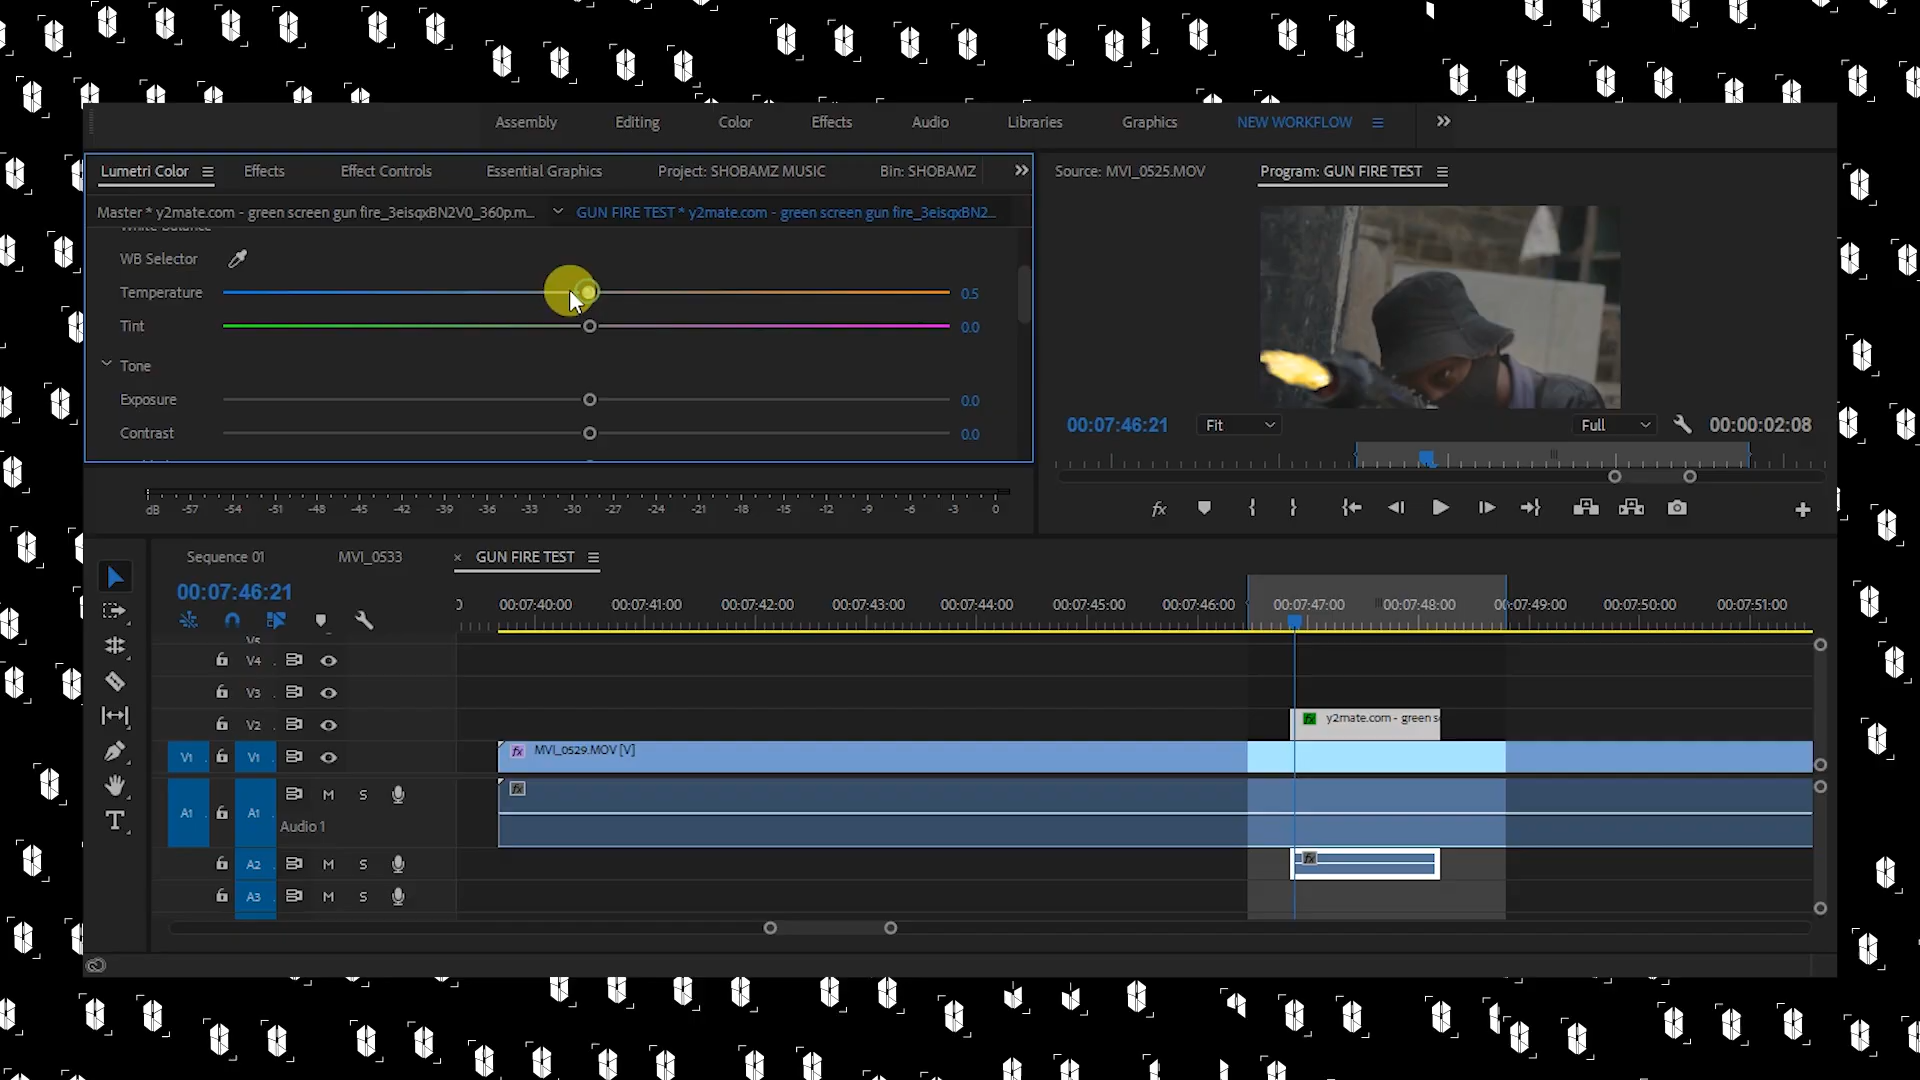 Assembly Editing Color Effects Audio Libraries Graphics NEW WORKFLOW
Lumetri Color Effects Effect Controls Essential Graphics Project: SHOBAMZ MUSIC Bin: SHOBAMZ
Source: MVI_0525.MOV Program: GUN FIRE TEST
Master * y2mate.com - green screen gun fire_3eisqxBN2V0_360p.m... GUN FIRE TEST * y2mate.com - green screen gun fire_3eisqxBN2...
White Balance
WB Selector
Temperature 0.5
Tint 0.0
Tone
Exposure 0.0
Contrast 0.0
00:07:46:21 Fit Full 00:00:02:08
dB -57 -54 -51 -48 -45 -42 -39 -36 -33 -30 -27 -24 -21 -18 -15 -12 -9 -6 -3 0
fx
Sequence 01 MVI_0533 × GUN FIRE TEST
00:07:46:21
0 00:07:40:00 00:07:41:00 00:07:42:00 00:07:43:00 00:07:44:00 00:07:45:00 00:07:46:00 00:07:47:00 00:07:48:00 00:07:49:00 00:07:50:00 00:07:51:00
V5
V4
V3
V2 fx y2mate.com - green s
V1 V1 fx MVI_0529.MOV [V]
A1 A1 M S fx
Audio 1
A2 M S fx
A3 M S
T